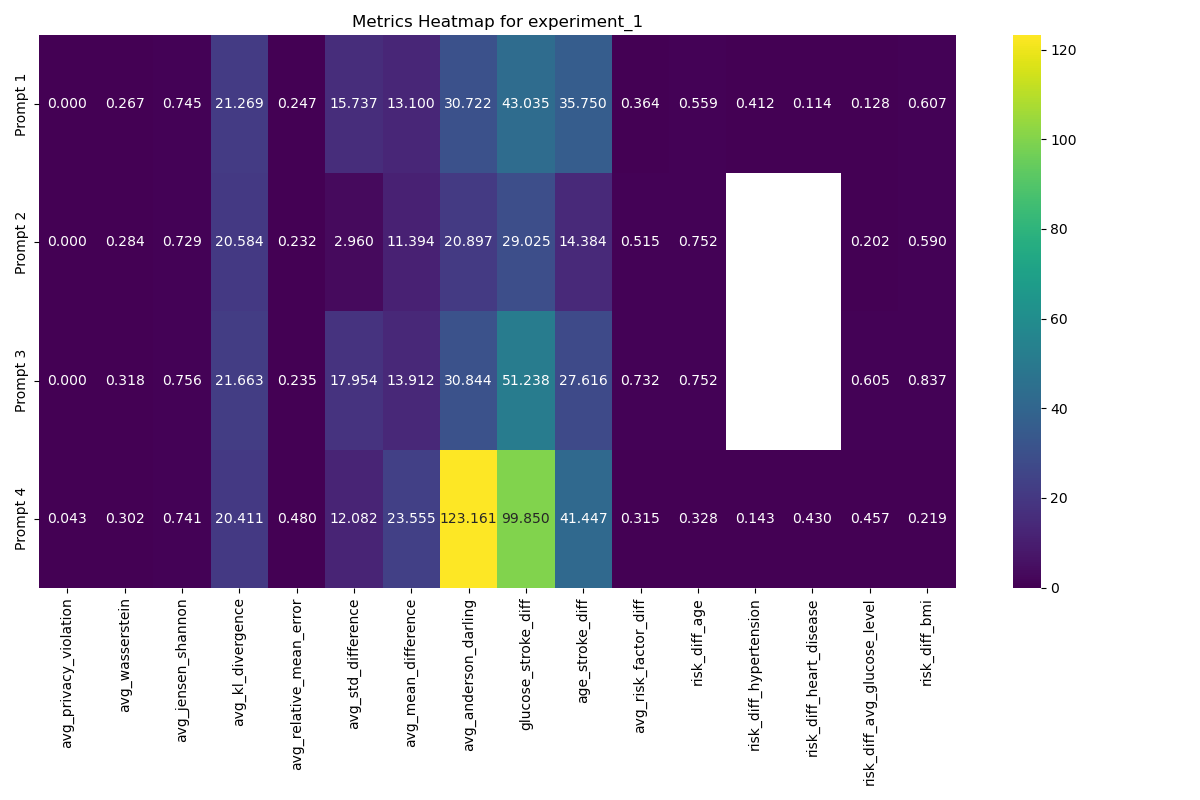 Metrics Heatmap for experiment_1
Prompt 1
0.000 0.267 0.745 21.269 0.247 15.737 13.100 30.722 43.035 35.750 0.364 0.559 0.412 0.114 0.128 0.607
Prompt 2
0.000 0.284 0.729 20.584 0.232 2.960 11.394 20.897 29.025 14.384 0.515 0.752 0.202 0.590
Prompt 3
0.000 0.318 0.756 21.663 0.235 17.954 13.912 30.844 51.238 27.616 0.732 0.752 0.605 0.837
Prompt 4
0.043 0.302 0.741 20.411 0.480 12.082 23.555 123.161 99.850 41.447 0.315 0.328 0.143 0.430 0.457 0.219
avg_privacy_violation
avg_wasserstein
avg_jensen_shannon
avg_kl_divergence
avg_relative_mean_error
avg_std_difference
avg_mean_difference
avg_anderson_darling
glucose_stroke_diff
age_stroke_diff
avg_risk_factor_diff
risk_diff_age
risk_diff_hypertension
risk_diff_heart_disease
risk_diff_avg_glucose_level
risk_diff_bmi
120
100
80
60
40
20
0